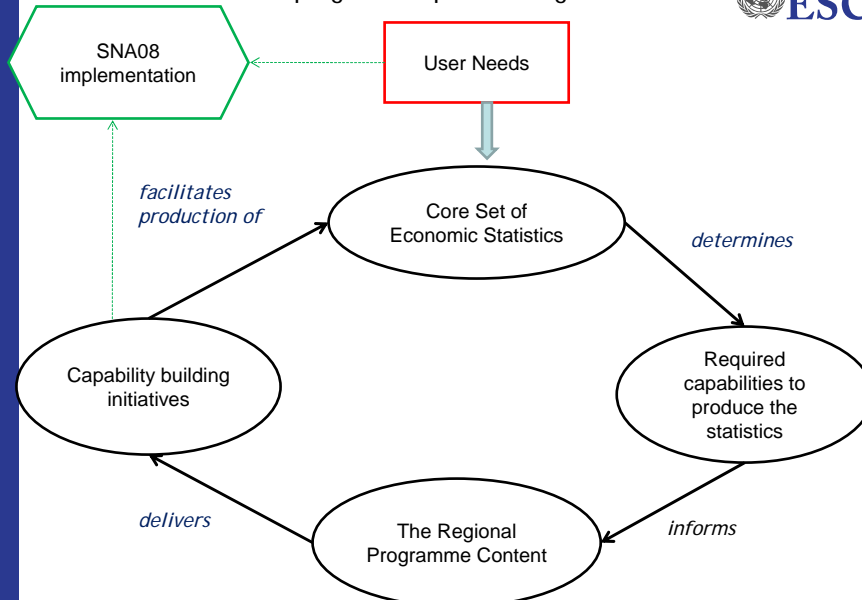 ESC
SNA08
implementation
User Needs
facilitates
production of
Core Set of
Economic Statistics
determines
Capability building
initiatives
Required
capabilities to
produce the
statistics
delivers
The Regional
Programme Content
informs